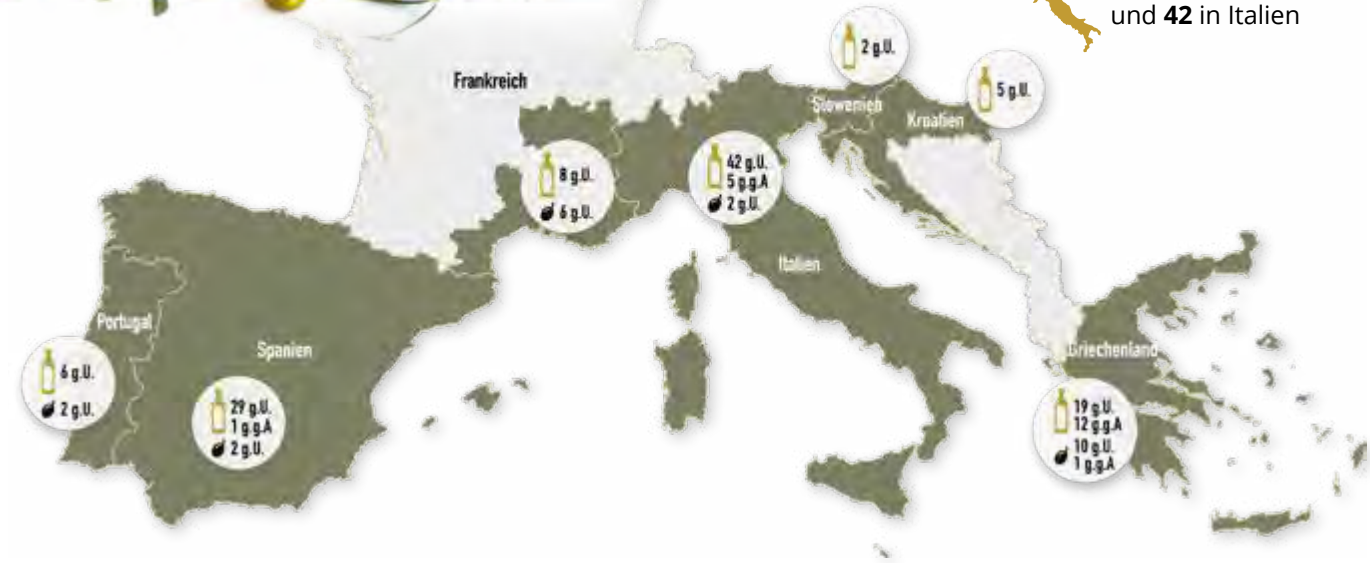 und 42 in Italien
2 g.U.
5 g.U.
Frankreich
Slowenien
Kroatien
8 g.U.
6 g.U.
42 g.U.
5 g.g.A
2 g.U.
Italien
Portugal
Spanien
Griechenland
6 g.U.
2 g.U.
29 g.U.
1 g.g.A
2 g.U.
19 g.U.
12 g.g.A
10 g.U.
1 g.g.A